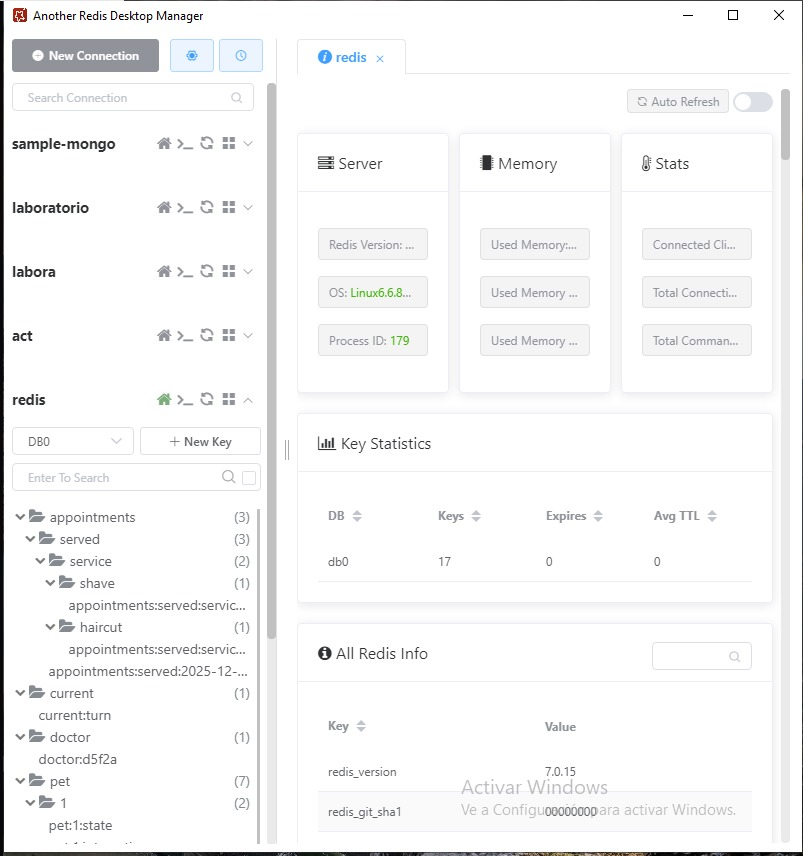 Another Redis Desktop Manager
New Connection
Search Connection
sample-mongo
laboratorio
labora
act
redis
DB0
+ New Key
Enter To Search
appointments (3)
served (3)
service (2)
shave (1)
appointments:served:servic...
haircut (1)
appointments:served:servic...
appointments:served:2025-12-...
current (1)
current:turn
doctor (1)
doctor:d5f2a
pet (7)
1 (2)
pet:1:state
redis
Auto Refresh
Server
Redis Version: ...
OS: Linux6.6.8...
Process ID: 179
Memory
Used Memory:...
Used Memory ...
Used Memory ...
Stats
Connected Cli...
Total Connecti...
Total Comman...
Key Statistics
DB Keys Expires Avg TTL
db0 17 0 0
All Redis Info
Key Value
redis_version 7.0.15
redis_git_sha1 00000000
Activar Windows
Ve a Configuración para activar Windows.